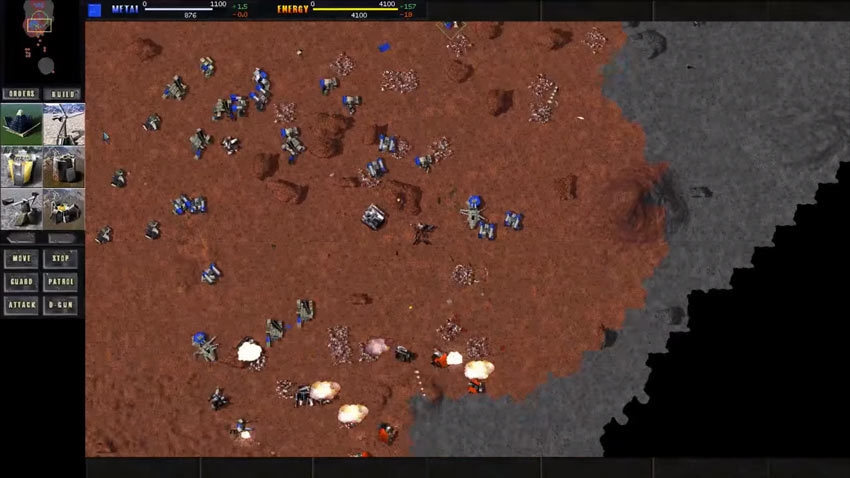 METAL 0 1100 +1.5 ENERGY 0 4100 +157
876 -0.0 4100 -19
ORDERS BUILD
MOVE STOP
GUARD PATROL
ATTACK D-GUN